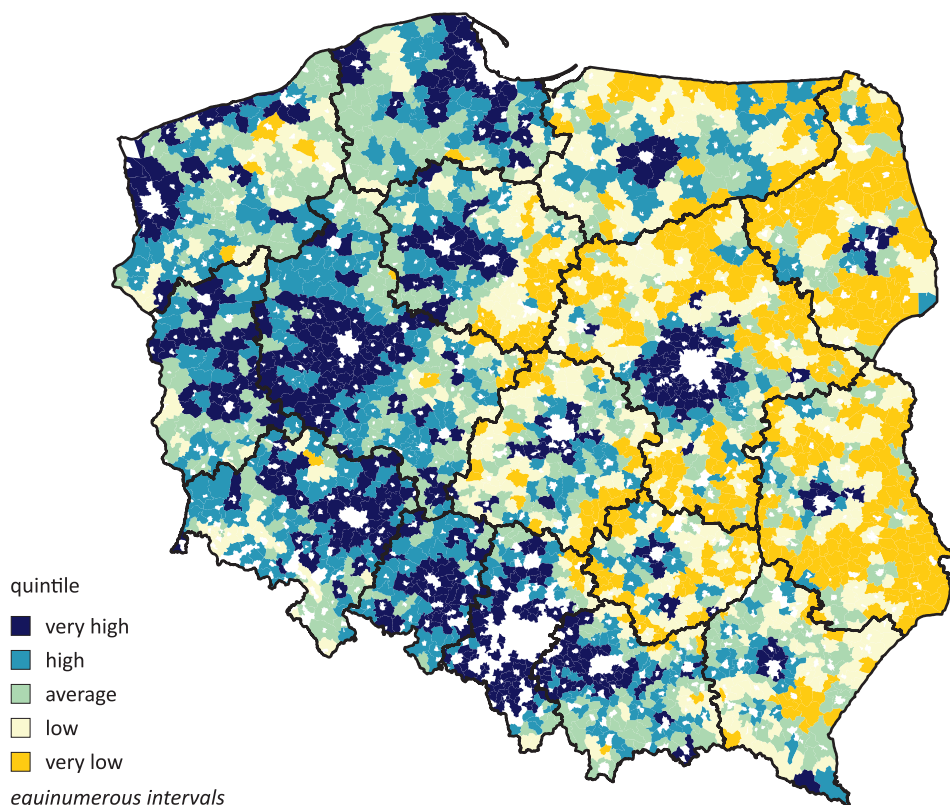 quintile
very high
high
average
low
very low
equinumerous intervals